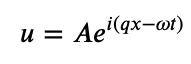 u = Ae^{i(qx−ωt)}